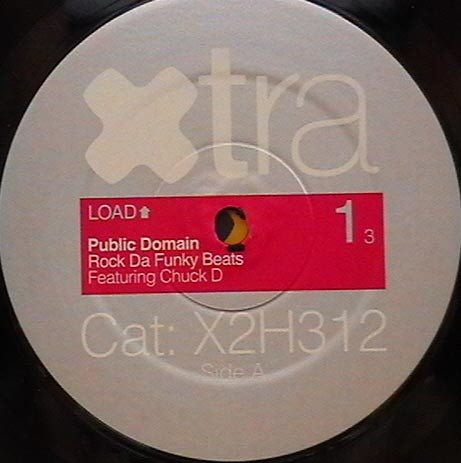 xtra
LOAD
1 3
Public Domain
Rock Da Funky Beats
Featuring Chuck D
Cat: X2H312
Side A